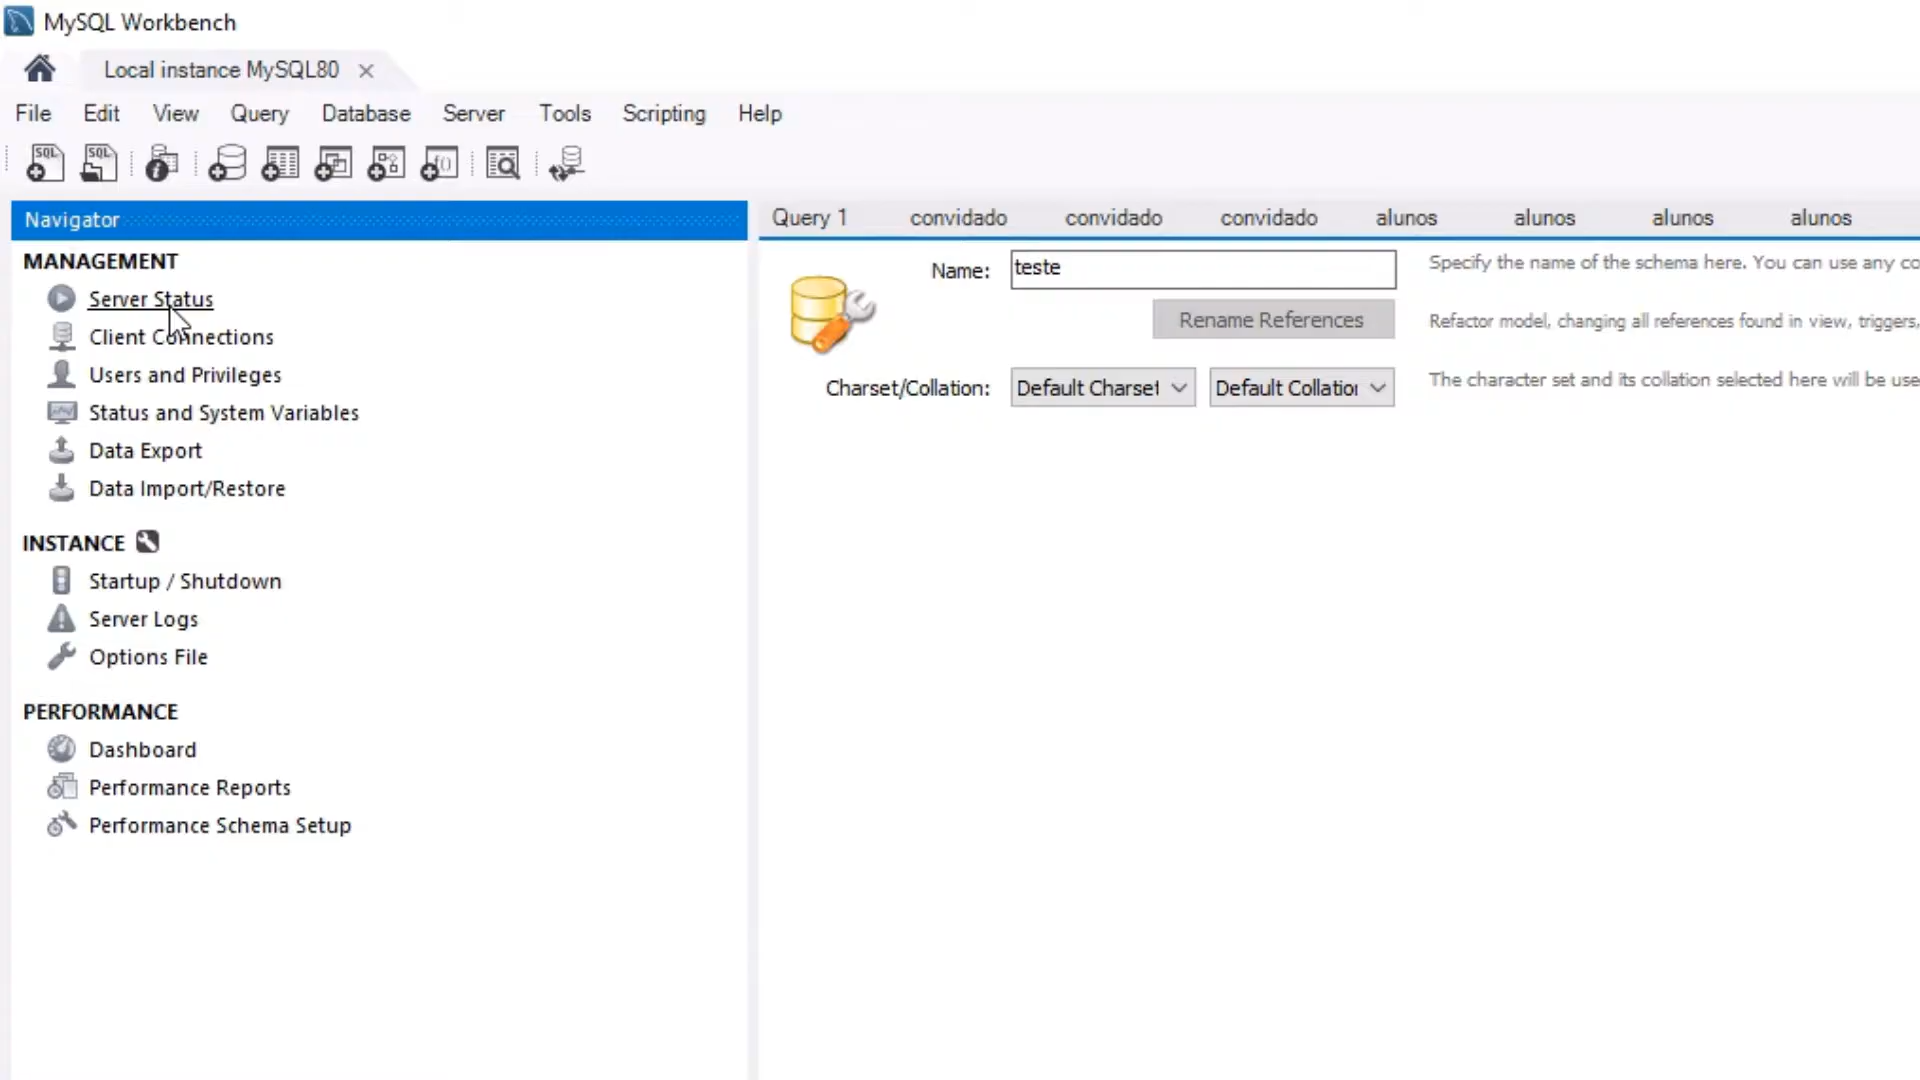 MySQL Workbench
Local instance MySQL80
File Edit View Query Database Server Tools Scripting Help
SQL SQL
Navigator
Query 1 convidado convidado convidado alunos alunos alunos alunos
MANAGEMENT
Server Status
Client Connections
Users and Privileges
Status and System Variables
Data Export
Data Import/Restore
INSTANCE
Startup / Shutdown
Server Logs
Options File
PERFORMANCE
Dashboard
Performance Reports
Performance Schema Setup
Name: teste
Specify the name of the schema here. You can use any co
Rename References
Refactor model, changing all references found in view, triggers,
Charset/Collation: Default Charset Default Collation
The character set and its collation selected here will be use